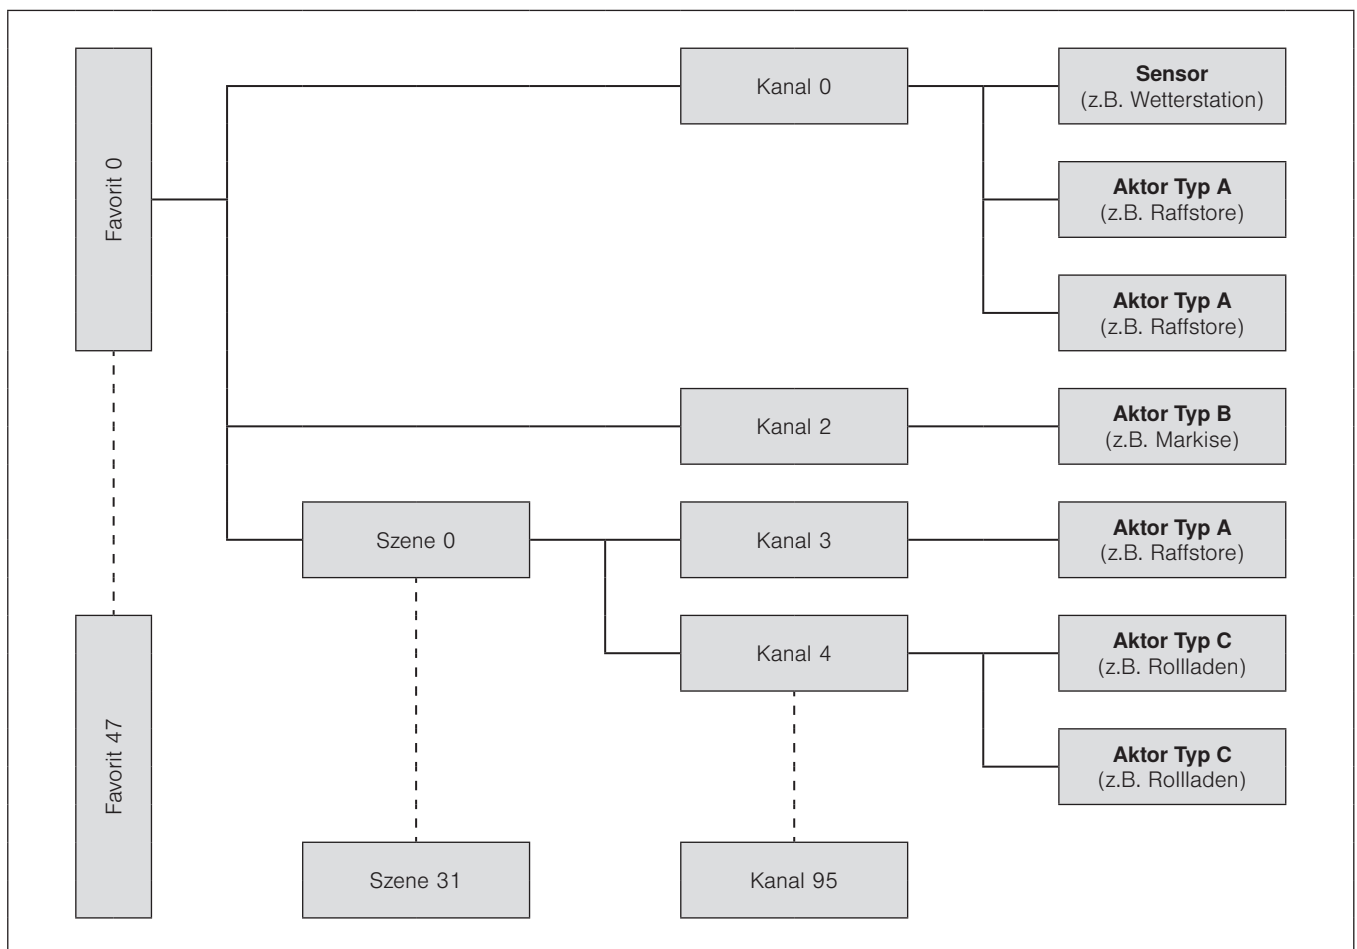 Favorit 0
Kanal 0
Sensor
(z.B. Wetterstation)
Aktor Typ A
(z.B. Raffstore)
Aktor Typ A
(z.B. Raffstore)
Kanal 2
Aktor Typ B
(z.B. Markise)
Szene 0
Kanal 3
Aktor Typ A
(z.B. Raffstore)
Kanal 4
Aktor Typ C
(z.B. Rollladen)
Favorit 47
Aktor Typ C
(z.B. Rollladen)
Szene 31
Kanal 95